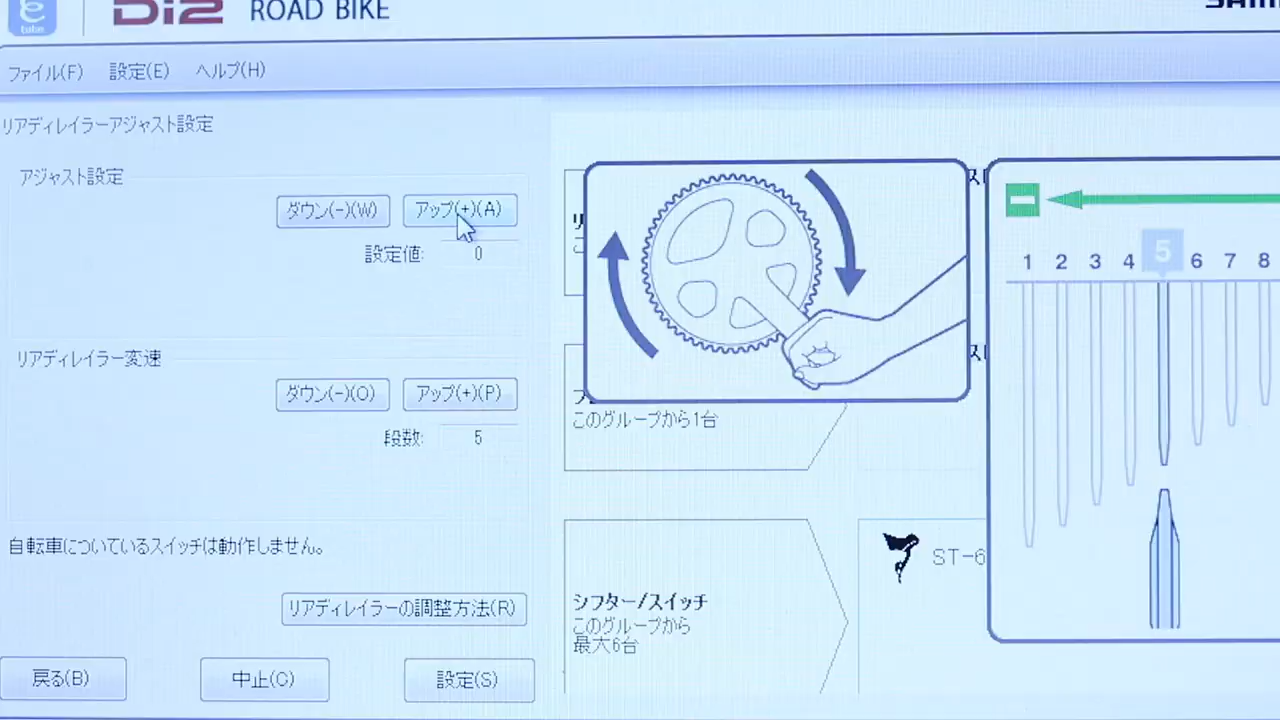 tube
Di2 ROAD BIKE
ファイル(F) 設定(E) ヘルプ(H)
リアディレイラーアジャスト設定
アジャスト設定
ダウン(-)(W) アップ(+)(A)
設定値: 0
リアディレイラー変速
ダウン(-)(O) アップ(+)(P)
段数: 5
自転車についているスイッチは動作しません。
リアディレイラーの調整方法(R)
戻る(B) 中止(C) 設定(S)
このグループから1台
シフター/スイッチ
このグループから
最大6台
ST-6
1 2 3 4 5 6 7 8